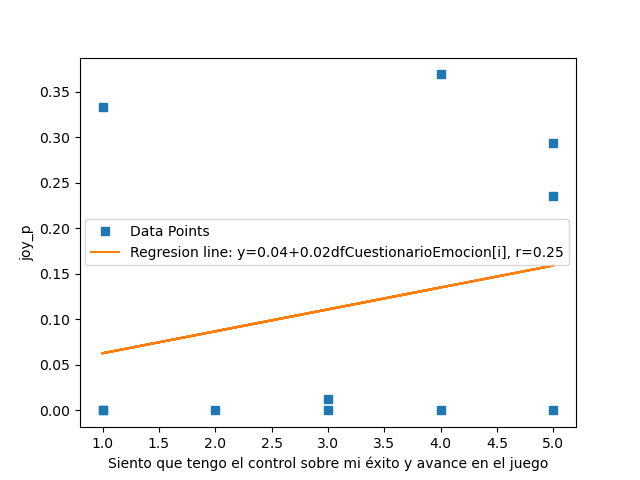 0.35
0.30
0.25
0.20
0.15
0.10
0.05
0.00
joy_p
Data Points
Regresion line: y=0.04+0.02dfCuestionarioEmocion[i], r=0.25
1.0 1.5 2.0 2.5 3.0 3.5 4.0 4.5 5.0
Siento que tengo el control sobre mi éxito y avance en el juego